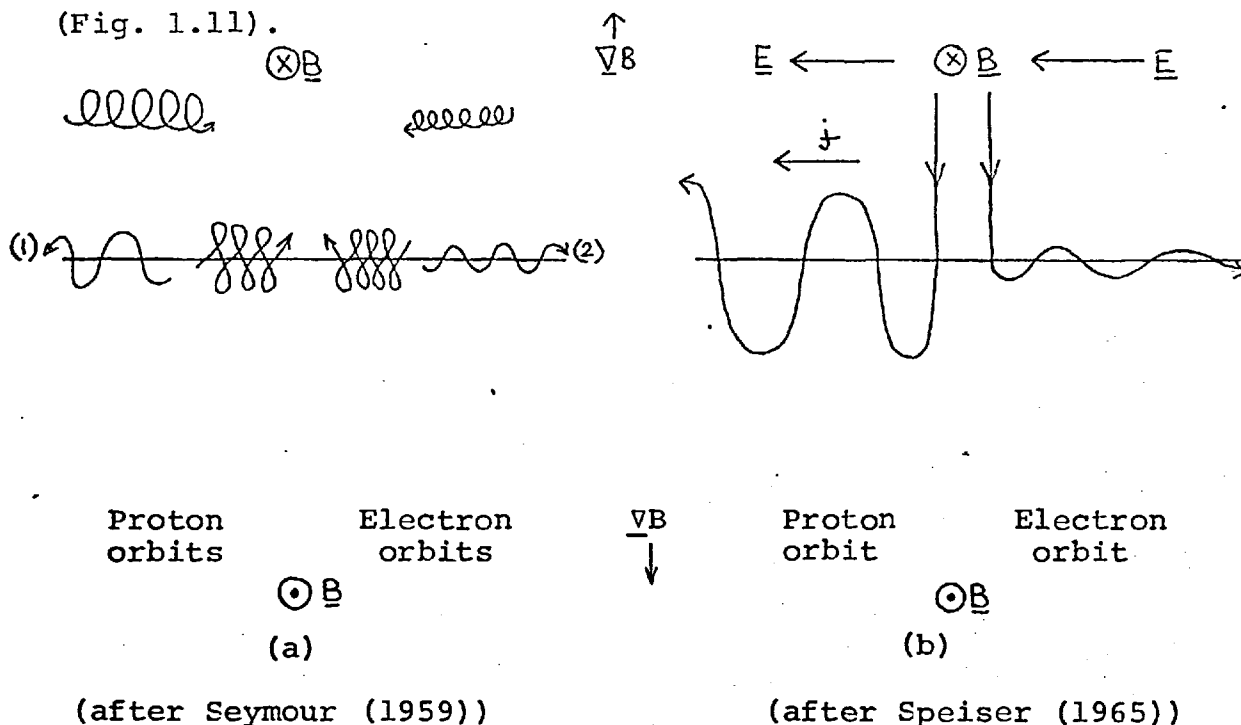 (Fig. 1.11).
⊗B ↑ E ← ⊗ B ← E
∇B
j
(1) (2)
Proton Electron ∇B Proton Electron
orbits orbits ↓ orbit orbit
⊙ B ⊙B
(a) (b)
(after Seymour (1959)) (after Speiser (1965))